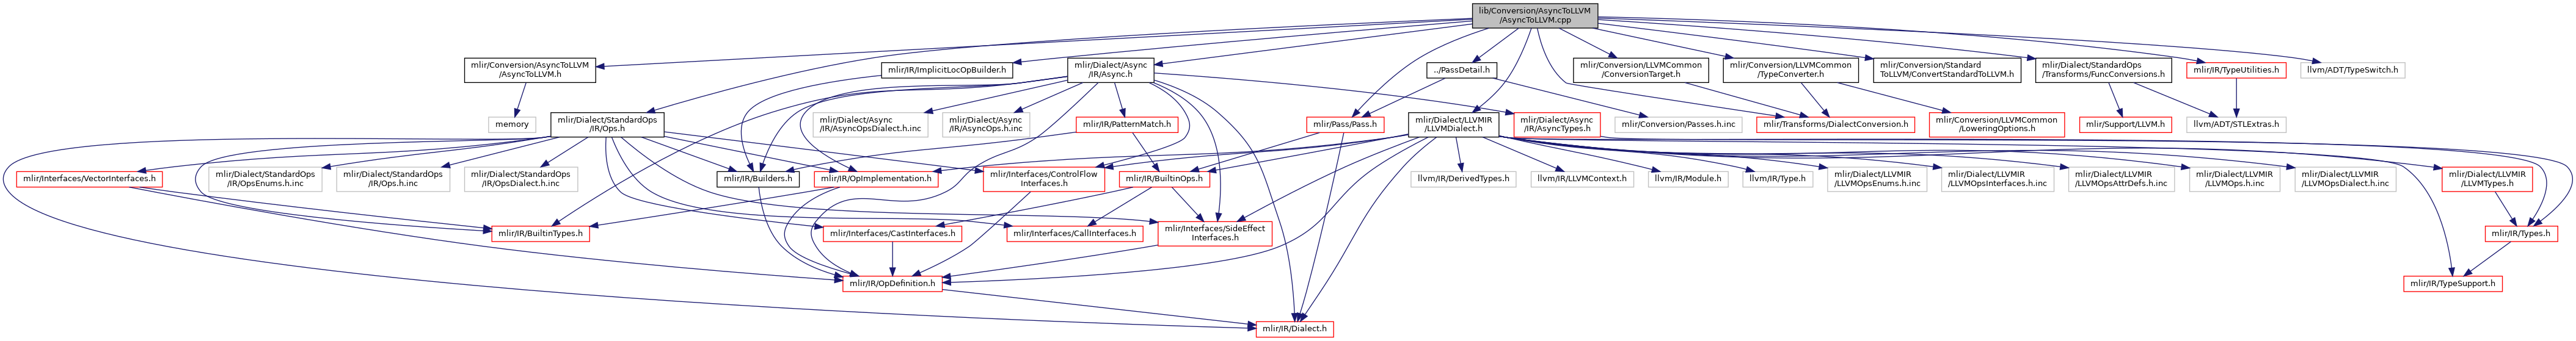 lib/Conversion/AsyncToLLVM
/AsyncToLLVM.cpp
mlir/Conversion/AsyncToLLVM
/AsyncToLLVM.h
mlir/IR/ImplicitLocOpBuilder.h
mlir/Dialect/Async
/IR/Async.h
../PassDetail.h
mlir/Conversion/LLVMCommon
/ConversionTarget.h
mlir/Conversion/LLVMCommon
/TypeConverter.h
mlir/Conversion/Standard
ToLLVM/ConvertStandardToLLVM.h
mlir/Dialect/StandardOps
/Transforms/FuncConversions.h
mlir/IR/TypeUtilities.h
llvm/ADT/TypeSwitch.h
memory
mlir/Dialect/StandardOps
/IR/Ops.h
mlir/Dialect/Async
/IR/AsyncOpsDialect.h.inc
mlir/Dialect/Async
/IR/AsyncOps.h.inc
mlir/IR/PatternMatch.h
mlir/Pass/Pass.h
mlir/Dialect/LLVMIR
/LLVMDialect.h
mlir/Dialect/Async
/IR/AsyncTypes.h
mlir/Conversion/Passes.h.inc
mlir/Transforms/DialectConversion.h
mlir/Conversion/LLVMCommon
/LoweringOptions.h
mlir/Support/LLVM.h
llvm/ADT/STLExtras.h
mlir/Interfaces/VectorInterfaces.h
mlir/Dialect/StandardOps
/IR/OpsEnums.h.inc
mlir/Dialect/StandardOps
/IR/Ops.h.inc
mlir/Dialect/StandardOps
/IR/OpsDialect.h.inc
mlir/IR/Builders.h
mlir/IR/OpImplementation.h
mlir/Interfaces/ControlFlow
Interfaces.h
mlir/IR/BuiltinOps.h
llvm/IR/DerivedTypes.h
llvm/IR/LLVMContext.h
llvm/IR/Module.h
llvm/IR/Type.h
mlir/Dialect/LLVMIR
/LLVMOpsEnums.h.inc
mlir/Dialect/LLVMIR
/LLVMOpsInterfaces.h.inc
mlir/Dialect/LLVMIR
/LLVMOpsAttrDefs.h.inc
mlir/Dialect/LLVMIR
/LLVMOps.h.inc
mlir/Dialect/LLVMIR
/LLVMOpsDialect.h.inc
mlir/Dialect/LLVMIR
/LLVMTypes.h
mlir/IR/BuiltinTypes.h
mlir/Interfaces/CastInterfaces.h
mlir/Interfaces/CallInterfaces.h
mlir/Interfaces/SideEffect
Interfaces.h
mlir/IR/Types.h
mlir/IR/OpDefinition.h
mlir/IR/TypeSupport.h
mlir/IR/Dialect.h